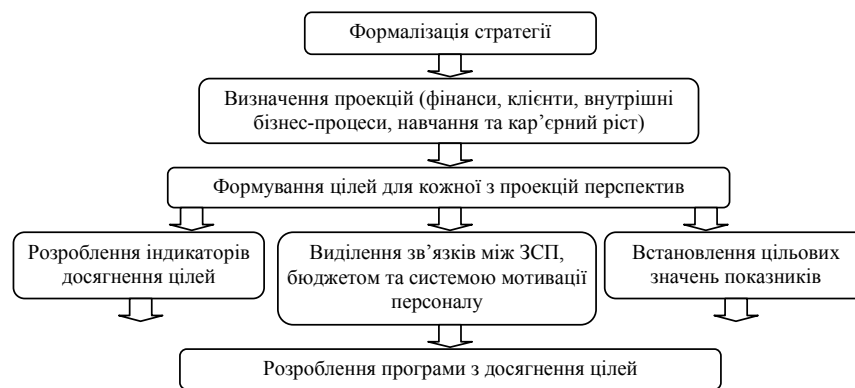 Формалізація стратегії
Визначення проекцій (фінанси, клієнти, внутрішні
бізнес-процеси, навчання та кар’єрний ріст)
Формування цілей для кожної з проекцій перспектив
Розроблення індикаторів
досягнення цілей
Виділення зв’язків між ЗСП,
бюджетом та системою мотивації
персоналу
Встановлення цільових
значень показників
Розроблення програми з досягнення цілей